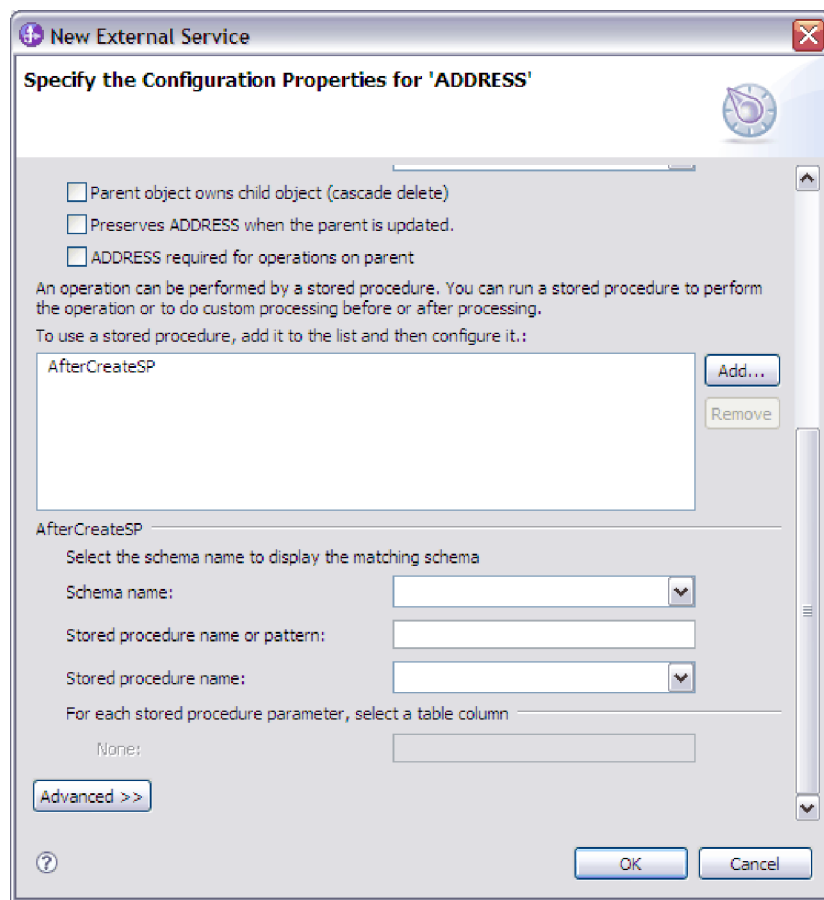 New External Service
Specify the Configuration Properties for 'ADDRESS'
Parent object owns child object (cascade delete)
Preserves ADDRESS when the parent is updated.
ADDRESS required for operations on parent
An operation can be performed by a stored procedure. You can run a stored procedure to perform
the operation or to do custom processing before or after processing.
To use a stored procedure, add it to the list and then configure it.:
AfterCreateSP
Add...
Remove
AfterCreateSP
Select the schema name to display the matching schema
Schema name:
Stored procedure name or pattern:
Stored procedure name:
For each stored procedure parameter, select a table column
None:
Advanced >>
?
OK
Cancel